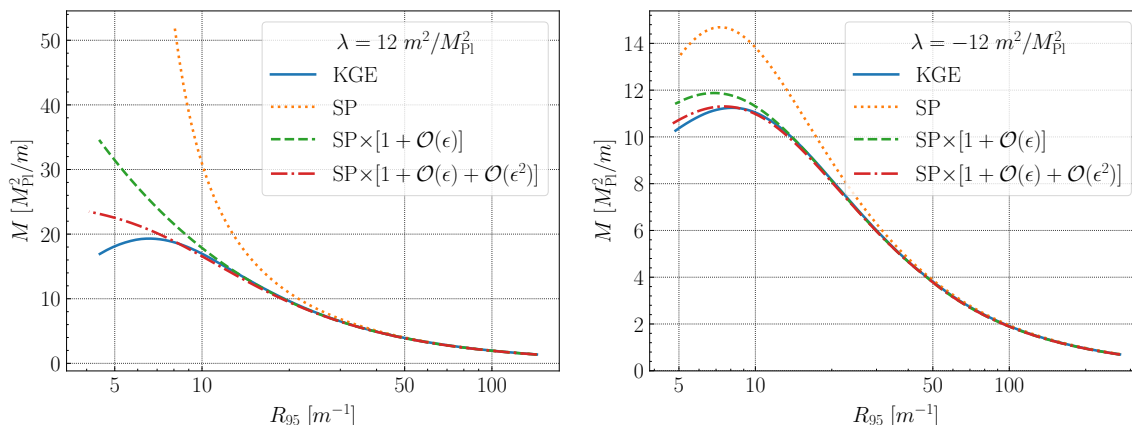 λ = 12 m²/M²_Pl
KGE
SP
SP×[1 + 𝒪(ϵ)]
SP×[1 + 𝒪(ϵ) + 𝒪(ϵ²)]
M [M²_Pl/m]
50
40
30
20
10
0
5 10 50 100
R₉₅ [m⁻¹]
λ = −12 m²/M²_Pl
KGE
SP
SP×[1 + 𝒪(ϵ)]
SP×[1 + 𝒪(ϵ) + 𝒪(ϵ²)]
M [M²_Pl/m]
14
12
10
8
6
4
2
0
5 10 50 100
R₉₅ [m⁻¹]